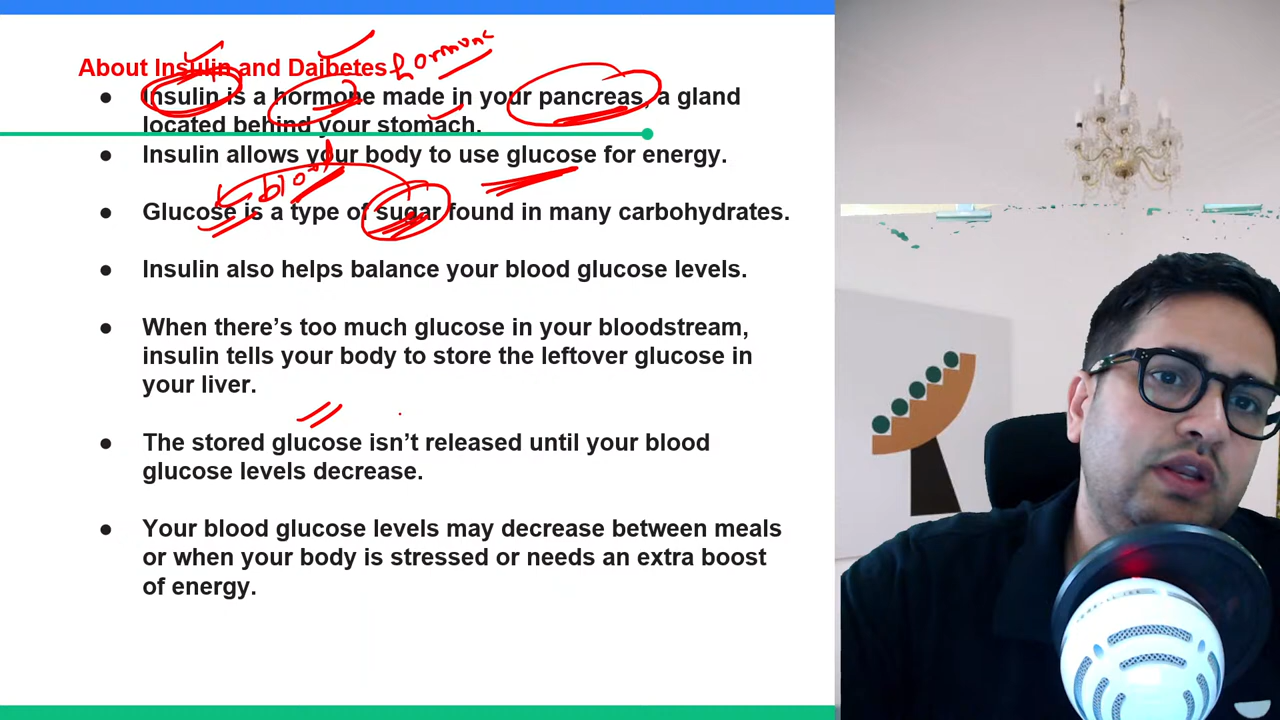 About Insulin and Daibetes hormone
● Insulin is a hormone made in your pancreas, a gland
located behind your stomach.
● Insulin allows your body to use glucose for energy.
blood
● Glucose is a type of sugar found in many carbohydrates.
● Insulin also helps balance your blood glucose levels.
● When there’s too much glucose in your bloodstream,
insulin tells your body to store the leftover glucose in
your liver.
● The stored glucose isn’t released until your blood
glucose levels decrease.
● Your blood glucose levels may decrease between meals
or when your body is stressed or needs an extra boost
of energy.